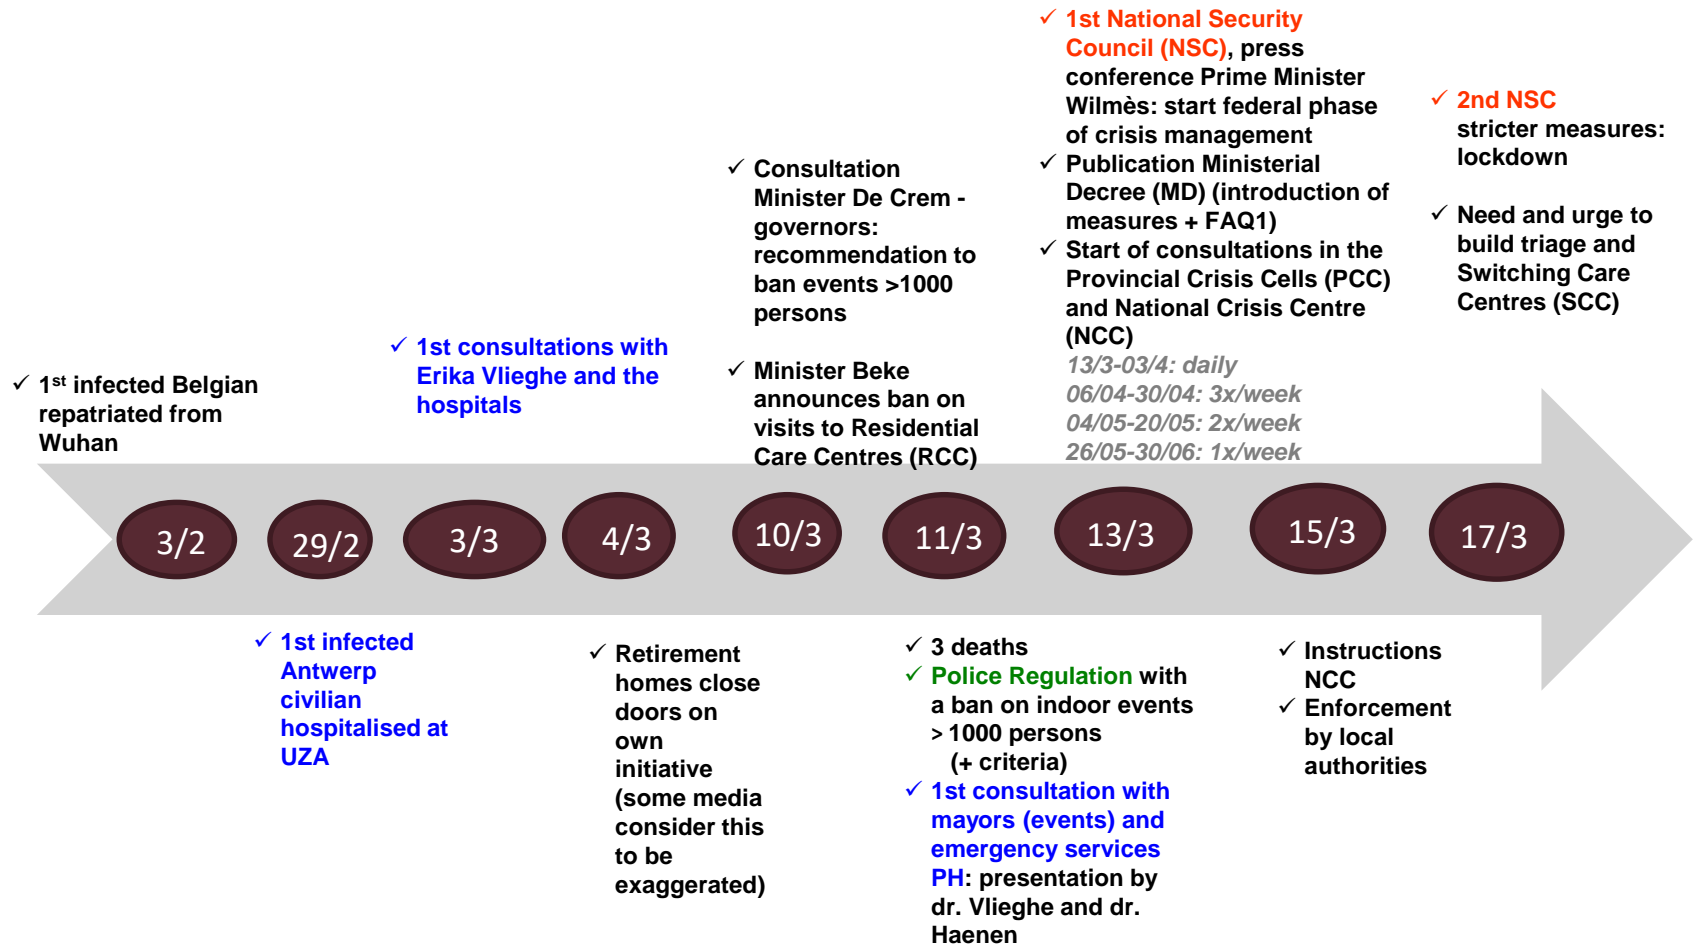 ✓ 1st infected Belgian
repatriated from
Wuhan
✓ 1st consultations with
Erika Vlieghe and the
hospitals
✓ Consultation
Minister De Crem -
governors:
recommendation to
ban events >1000
persons
✓ Minister Beke
announces ban on
visits to Residential
Care Centres (RCC)
✓ 1st National Security
Council (NSC), press
conference Prime Minister
Wilmès: start federal phase
of crisis management
✓ Publication Ministerial
Decree (MD) (introduction of
measures + FAQ1)
✓ Start of consultations in the
Provincial Crisis Cells (PCC)
and National Crisis Centre
(NCC)
13/3-03/4: daily
06/04-30/04: 3x/week
04/05-20/05: 2x/week
26/05-30/06: 1x/week
✓ 2nd NSC
stricter measures:
lockdown
✓ Need and urge to
build triage and
Switching Care
Centres (SCC)
3/2
29/2
3/3
4/3
10/3
11/3
13/3
15/3
17/3
✓ 1st infected
Antwerp
civilian
hospitalised at
UZA
✓ Retirement
homes close
doors on
own
initiative
(some media
consider this
to be
exaggerated)
✓ 3 deaths
✓ Police Regulation with
a ban on indoor events
> 1000 persons
(+ criteria)
✓ 1st consultation with
mayors (events) and
emergency services
PH: presentation by
dr. Vlieghe and dr.
Haenen
✓ Instructions
NCC
✓ Enforcement
by local
authorities